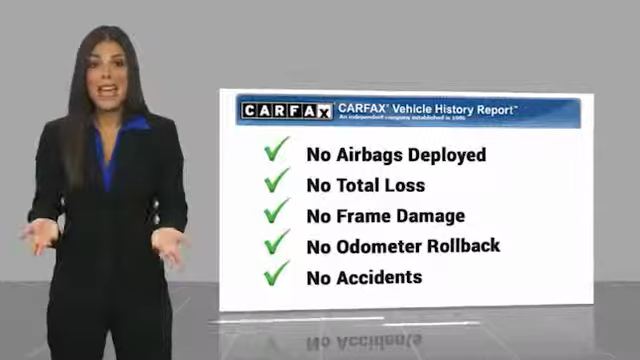 CARFAX CARFAX® Vehicle History Report™
An independent company established in 1986
No Airbags Deployed
No Total Loss
No Frame Damage
No Odometer Rollback
No Accidents